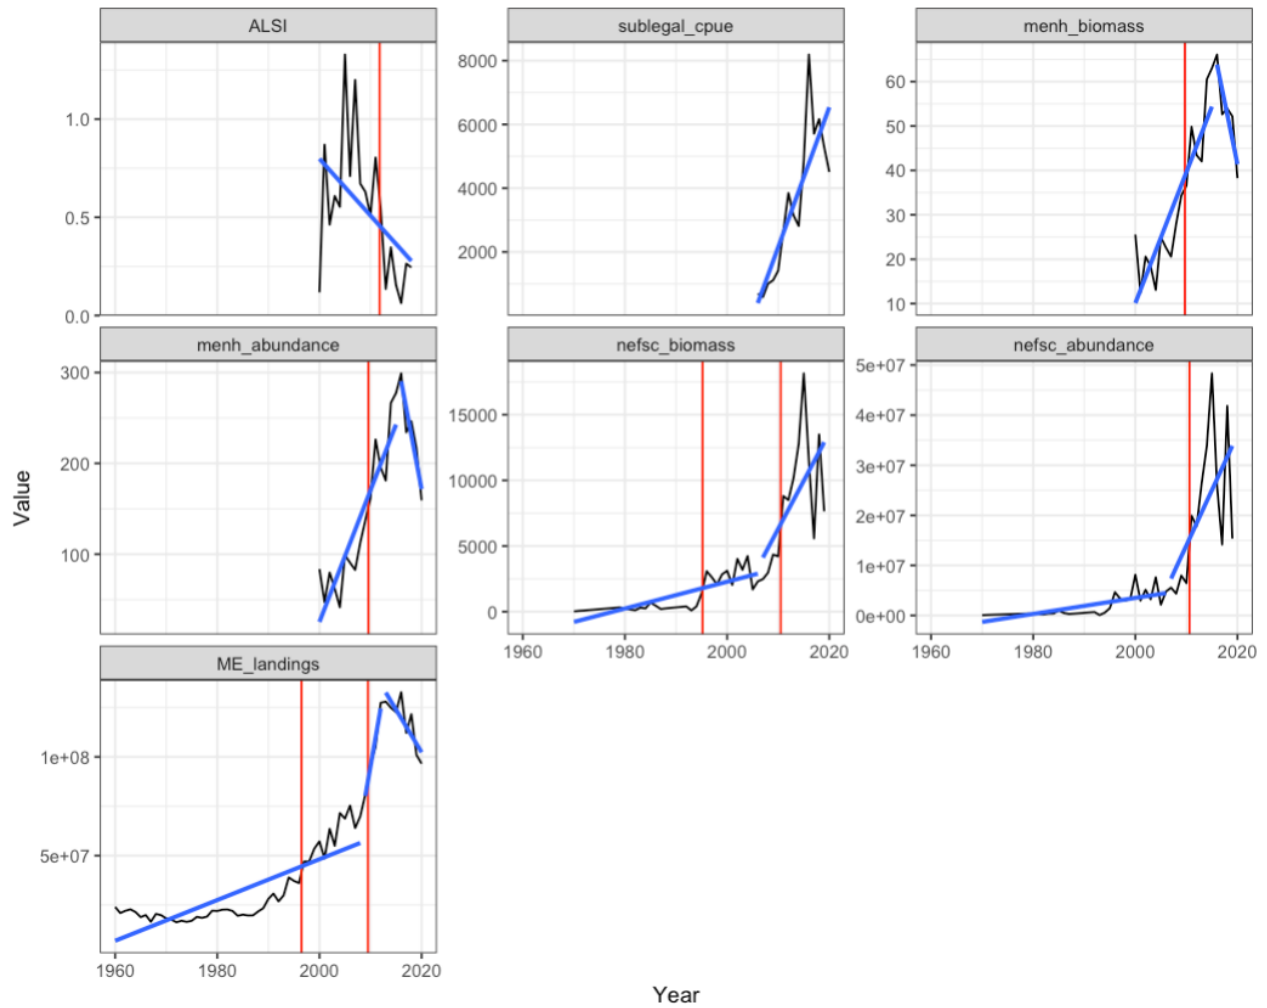 ALSI
sublegal_cpue
menh_biomass
1.0
0.5
0.0
8000
6000
4000
2000
60
50
40
30
20
10
menh_abundance
nefsc_biomass
nefsc_abundance
300
200
100
15000
10000
5000
0
5e+07
4e+07
3e+07
2e+07
1e+07
0e+00
1960 1980 2000 2020
1960 1980 2000 2020
ME_landings
1e+08
5e+07
1960 1980 2000 2020
Value
Year